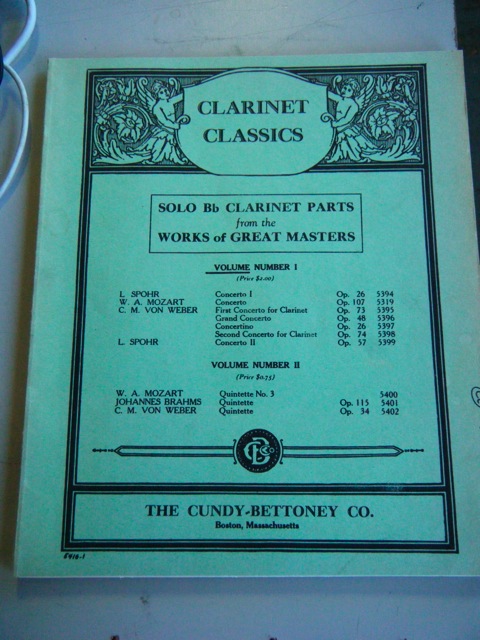 CLARINET
CLASSICS
SOLO Bb CLARINET PARTS
from the
WORKS of GREAT MASTERS
VOLUME NUMBER I
(Price $2.00)
L. SPOHR Concerto I Op. 26 5394
W. A. MOZART Concerto Op. 107 5319
C. M. VON WEBER First Concerto for Clarinet Op. 73 5395
Grand Concerto Op. 48 5396
Concertino Op. 26 5397
Second Concerto for Clarinet Op. 74 5398
L. SPOHR Concerto II Op. 57 5399
VOLUME NUMBER II
(Price $0.75)
W. A. MOZART Quintette No. 3 5400
JOHANNES BRAHMS Quintette Op. 115 5401
C. M. VON WEBER Quintette Op. 34 5402
THE CUNDY-BETTONEY CO.
Boston, Massachusetts